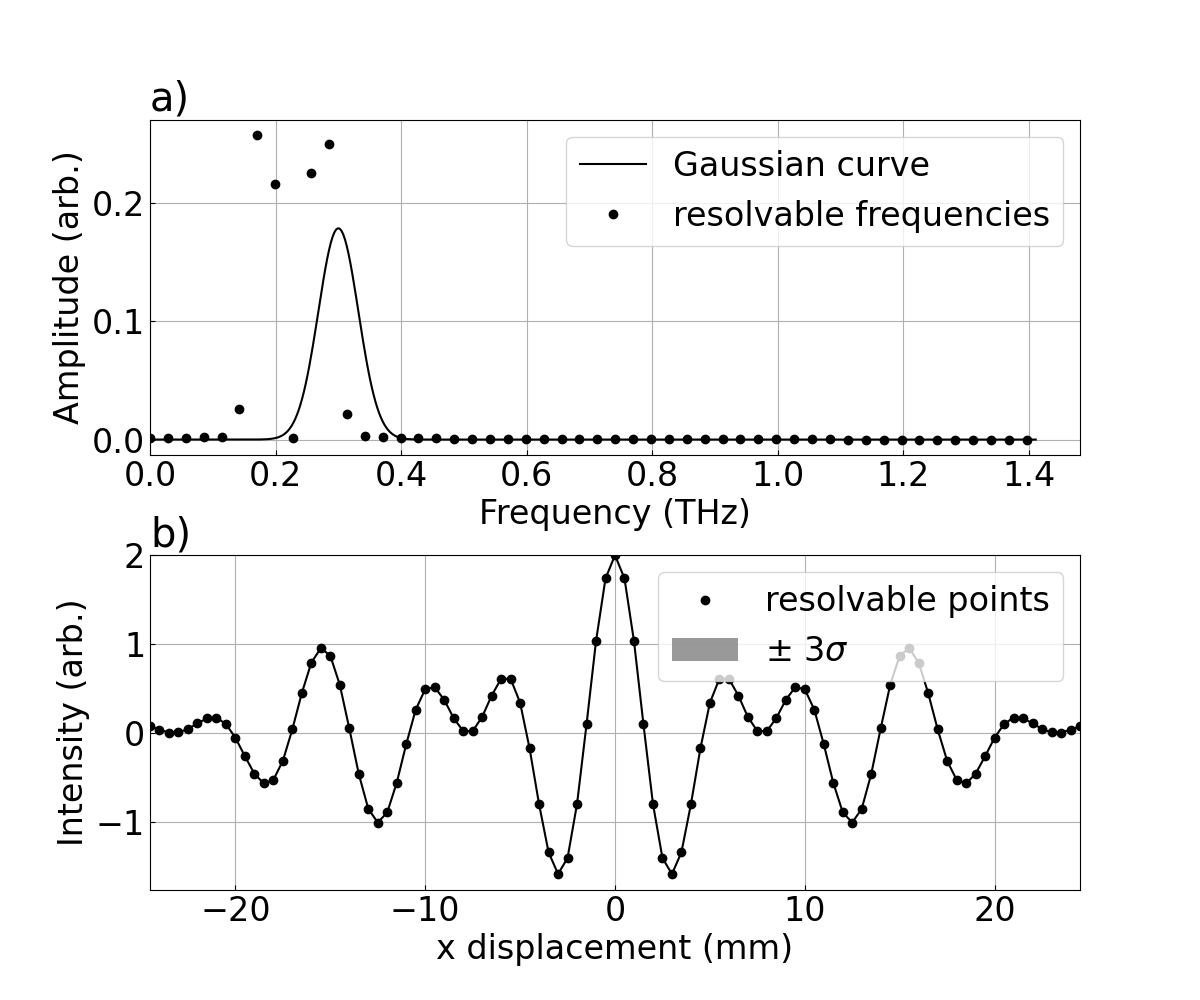 a)
Gaussian curve
resolvable frequencies
Amplitude (arb.)
0.2
0.1
0.0
0.0 0.2 0.4 0.6 0.8 1.0 1.2 1.4
Frequency (THz)
b)
resolvable points
± 3σ
Intensity (arb.)
2
1
0
−1
−20 −10 0 10 20
x displacement (mm)